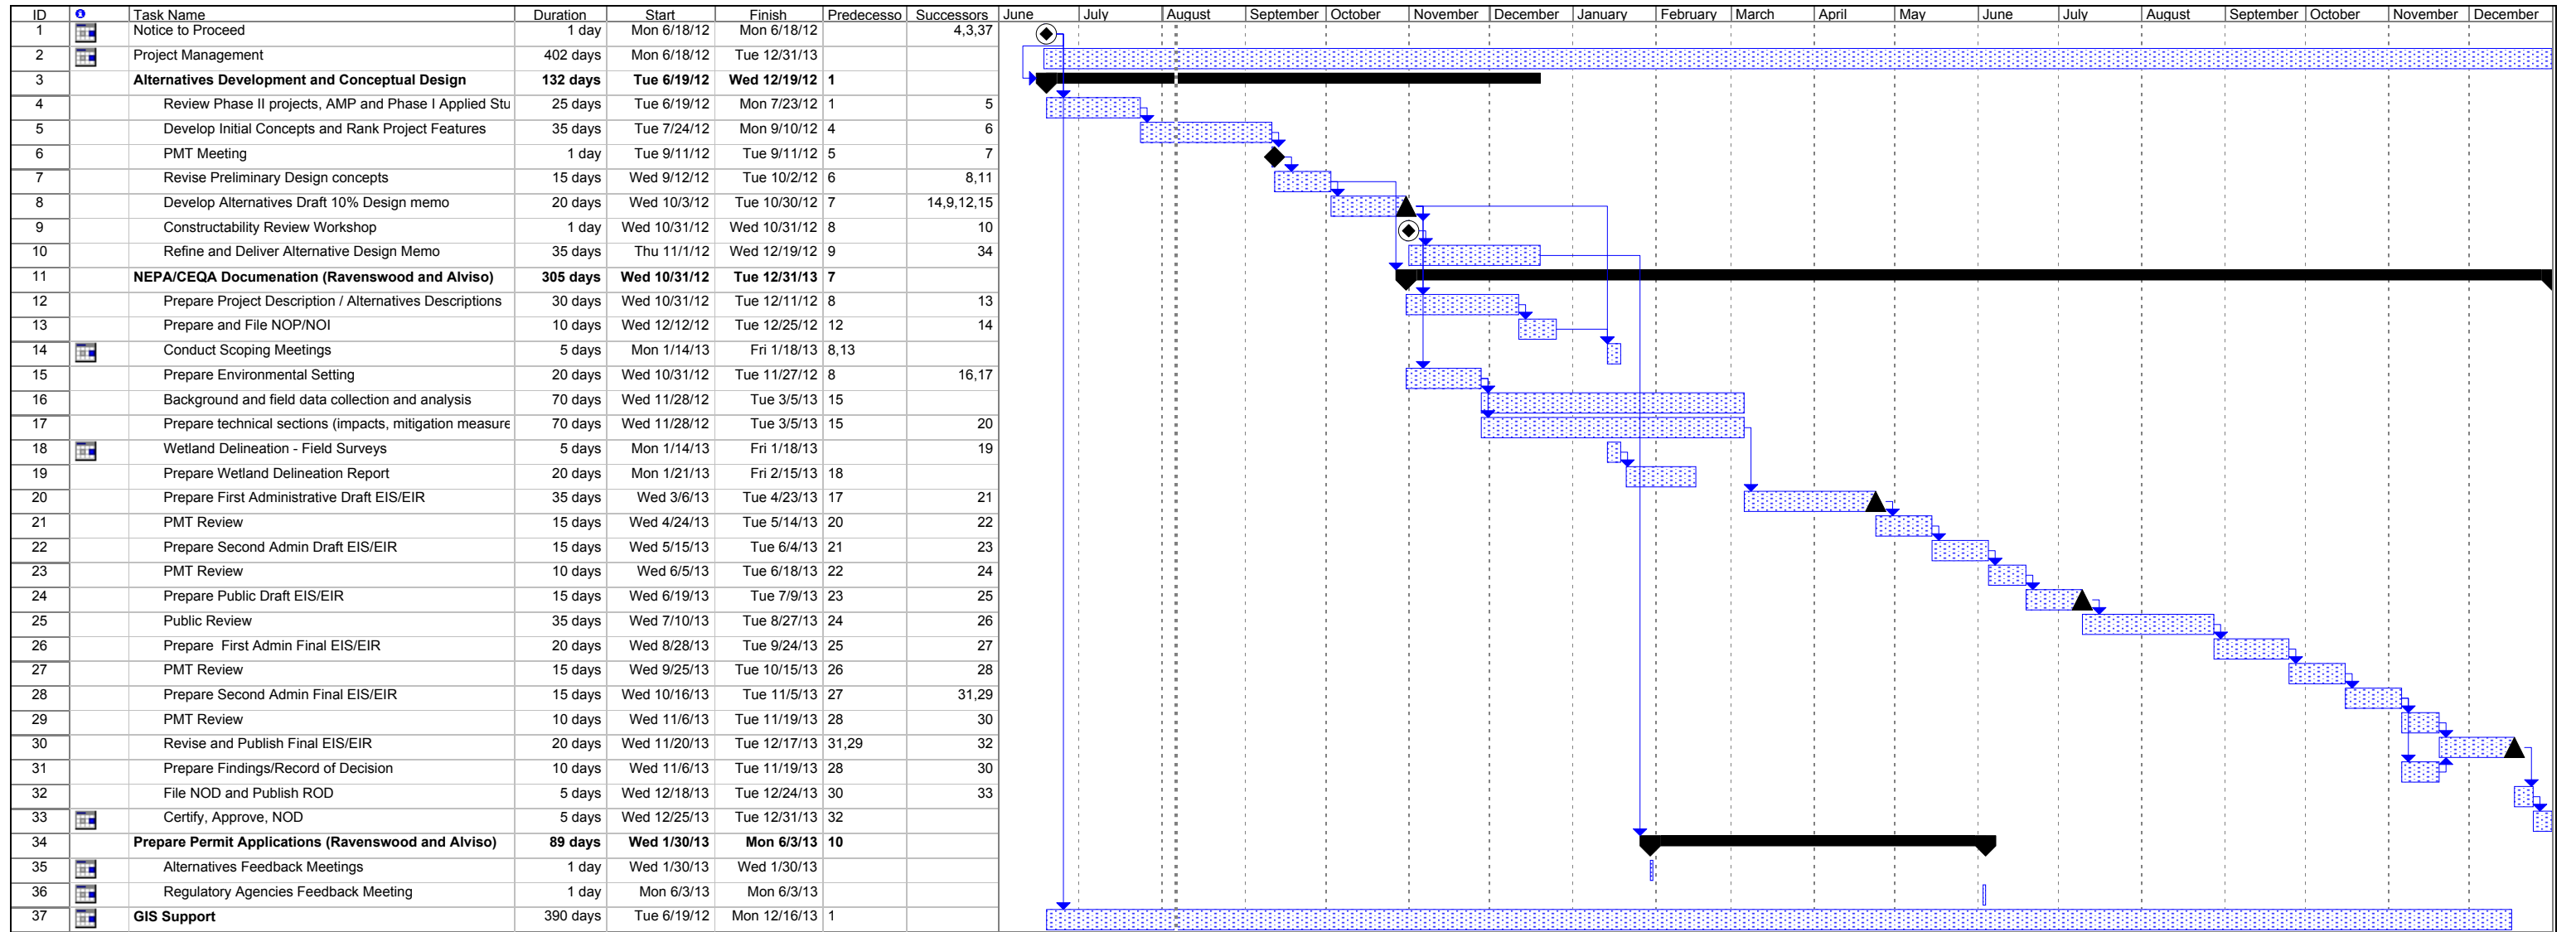 ID Task Name Duration Start Finish Predecesso Successors June July August September October November December January February March April May June July August September October November December
1 Notice to Proceed 1 day Mon 6/18/12 Mon 6/18/12 4,3,37
2 Project Management 402 days Mon 6/18/12 Tue 12/31/13
3 Alternatives Development and Conceptual Design 132 days Tue 6/19/12 Wed 12/19/12 1
4 Review Phase II projects, AMP and Phase I Applied Stu 25 days Tue 6/19/12 Mon 7/23/12 1 5
5 Develop Initial Concepts and Rank Project Features 35 days Tue 7/24/12 Mon 9/10/12 4 6
6 PMT Meeting 1 day Tue 9/11/12 Tue 9/11/12 5 7
7 Revise Preliminary Design concepts 15 days Wed 9/12/12 Tue 10/2/12 6 8,11
8 Develop Alternatives Draft 10% Design memo 20 days Wed 10/3/12 Tue 10/30/12 7 14,9,12,15
9 Constructability Review Workshop 1 day Wed 10/31/12 Wed 10/31/12 8 10
10 Refine and Deliver Alternative Design Memo 35 days Thu 11/1/12 Wed 12/19/12 9 34
11 NEPA/CEQA Documenation (Ravenswood and Alviso) 305 days Wed 10/31/12 Tue 12/31/13 7
12 Prepare Project Description / Alternatives Descriptions 30 days Wed 10/31/12 Tue 12/11/12 8 13
13 Prepare and File NOP/NOI 10 days Wed 12/12/12 Tue 12/25/12 12 14
14 Conduct Scoping Meetings 5 days Mon 1/14/13 Fri 1/18/13 8,13
15 Prepare Environmental Setting 20 days Wed 10/31/12 Tue 11/27/12 8 16,17
16 Background and field data collection and analysis 70 days Wed 11/28/12 Tue 3/5/13 15
17 Prepare technical sections (impacts, mitigation measure 70 days Wed 11/28/12 Tue 3/5/13 15 20
18 Wetland Delineation - Field Surveys 5 days Mon 1/14/13 Fri 1/18/13 19
19 Prepare Wetland Delineation Report 20 days Mon 1/21/13 Fri 2/15/13 18
20 Prepare First Administrative Draft EIS/EIR 35 days Wed 3/6/13 Tue 4/23/13 17 21
21 PMT Review 15 days Wed 4/24/13 Tue 5/14/13 20 22
22 Prepare Second Admin Draft EIS/EIR 15 days Wed 5/15/13 Tue 6/4/13 21 23
23 PMT Review 10 days Wed 6/5/13 Tue 6/18/13 22 24
24 Prepare Public Draft EIS/EIR 15 days Wed 6/19/13 Tue 7/9/13 23 25
25 Public Review 35 days Wed 7/10/13 Tue 8/27/13 24 26
26 Prepare First Admin Final EIS/EIR 20 days Wed 8/28/13 Tue 9/24/13 25 27
27 PMT Review 15 days Wed 9/25/13 Tue 10/15/13 26 28
28 Prepare Second Admin Final EIS/EIR 15 days Wed 10/16/13 Tue 11/5/13 27 31,29
29 PMT Review 10 days Wed 11/6/13 Tue 11/19/13 28 30
30 Revise and Publish Final EIS/EIR 20 days Wed 11/20/13 Tue 12/17/13 31,29 32
31 Prepare Findings/Record of Decision 10 days Wed 11/6/13 Tue 11/19/13 28 30
32 File NOD and Publish ROD 5 days Wed 12/18/13 Tue 12/24/13 30 33
33 Certify, Approve, NOD 5 days Wed 12/25/13 Tue 12/31/13 32
34 Prepare Permit Applications (Ravenswood and Alviso) 89 days Wed 1/30/13 Mon 6/3/13 10
35 Alternatives Feedback Meetings 1 day Wed 1/30/13 Wed 1/30/13
36 Regulatory Agencies Feedback Meeting 1 day Mon 6/3/13 Mon 6/3/13
37 GIS Support 390 days Tue 6/19/12 Mon 12/16/13 1